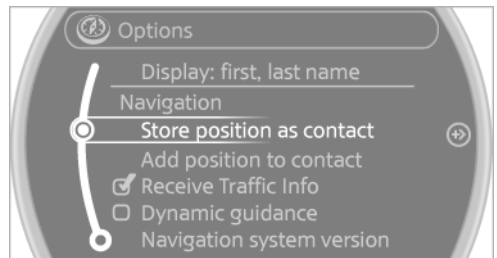 Options
Display: first, last name
Navigation
Store position as contact
Add position to contact
Receive Traffic Info
Dynamic guidance
Navigation system version